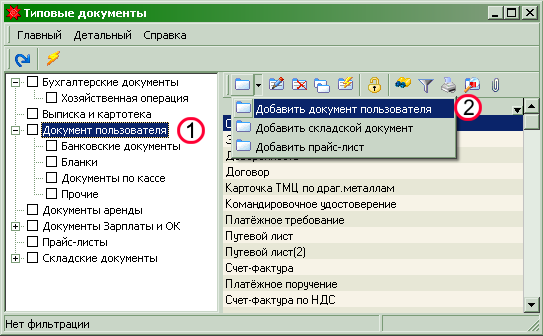 Типовые документы
Главный Детальный Справка
Бухгалтерские документы
Хозяйственная операция
Выписка и картотека
Документ пользователя
1
Банковские документы
Бланки
Документы по кассе
Прочие
Документы аренды
Документы Зарплаты и ОК
Прайс-листы
Складские документы
Добавить документ пользователя
2
Добавить складской документ
Добавить прайс-лист
Договор
Карточка ТМЦ по драг.металлам
Командировочное удостоверение
Платёжное требование
Путевой лист
Путевой лист(2)
Счет-фактура
Платёжное поручение
Счет-фактура по НДС
Нет фильтрации